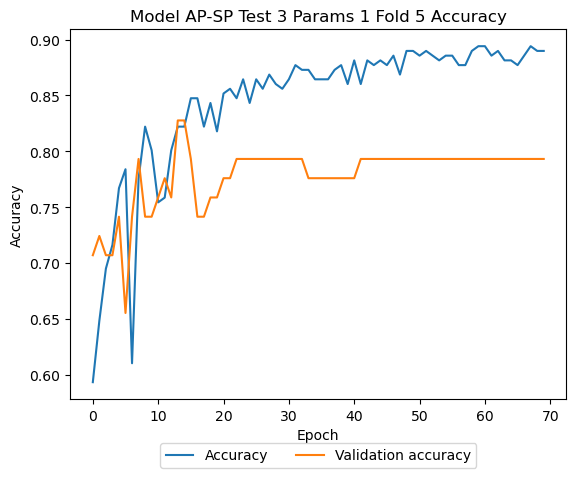 Model AP-SP Test 3 Params 1 Fold 5 Accuracy
0.90
0.85
0.80
0.75
0.70
0.65
0.60
Accuracy
0 10 20 30 40 50 60 70
Epoch
Accuracy Validation accuracy